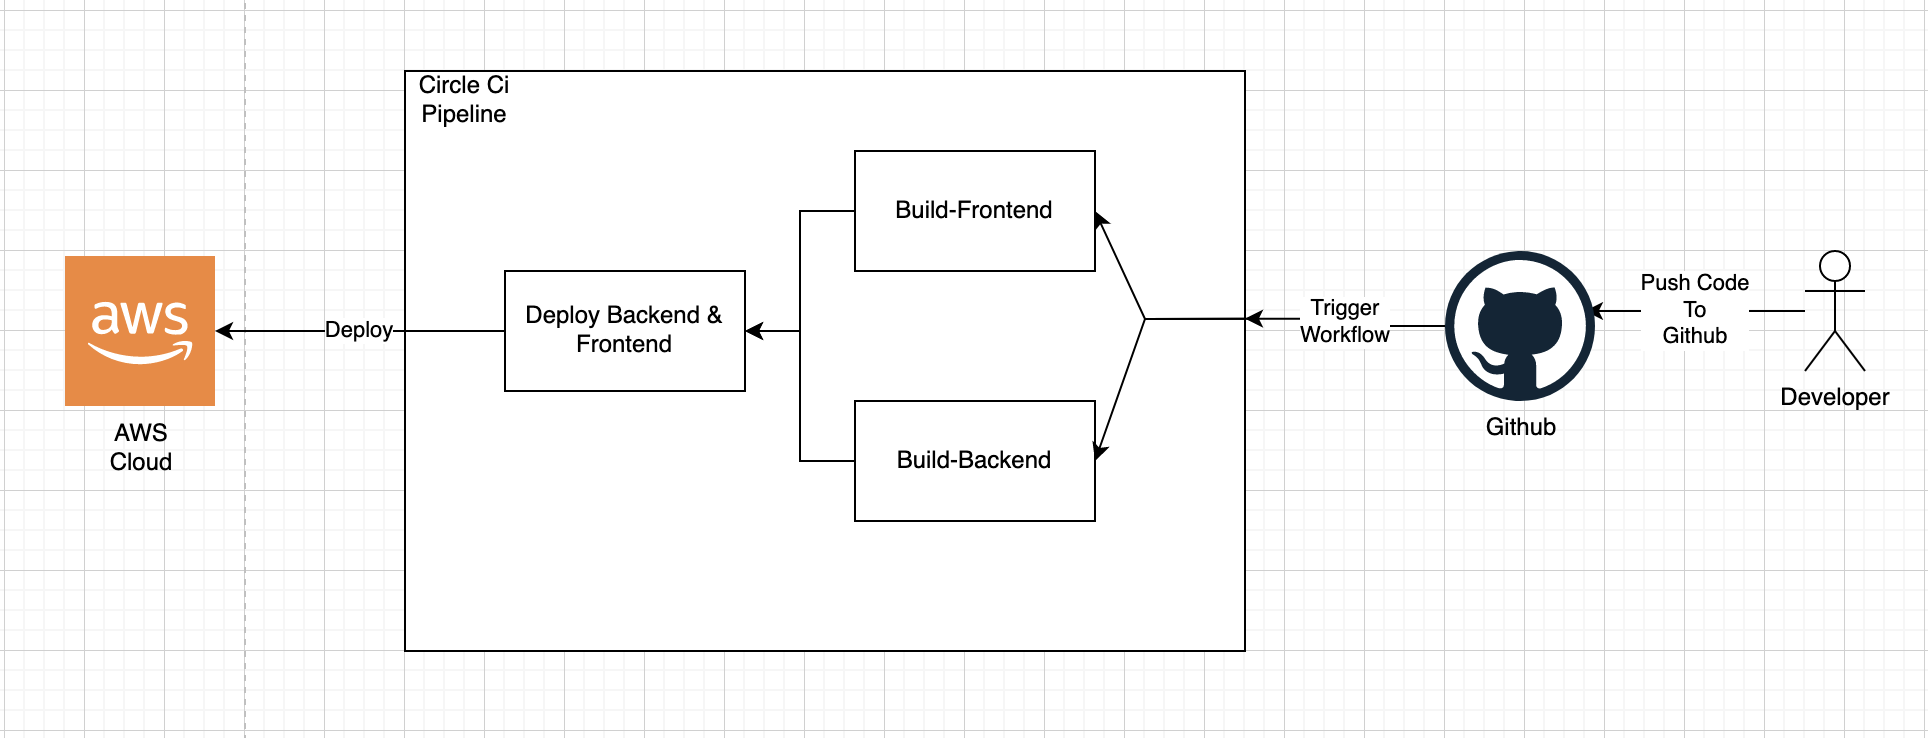 Circle Ci
Pipeline
Build-Frontend
Deploy Backend &
Frontend
Build-Backend
Deploy
aws
AWS
Cloud
Trigger
Workflow
Github
Push Code
To
Github
Developer